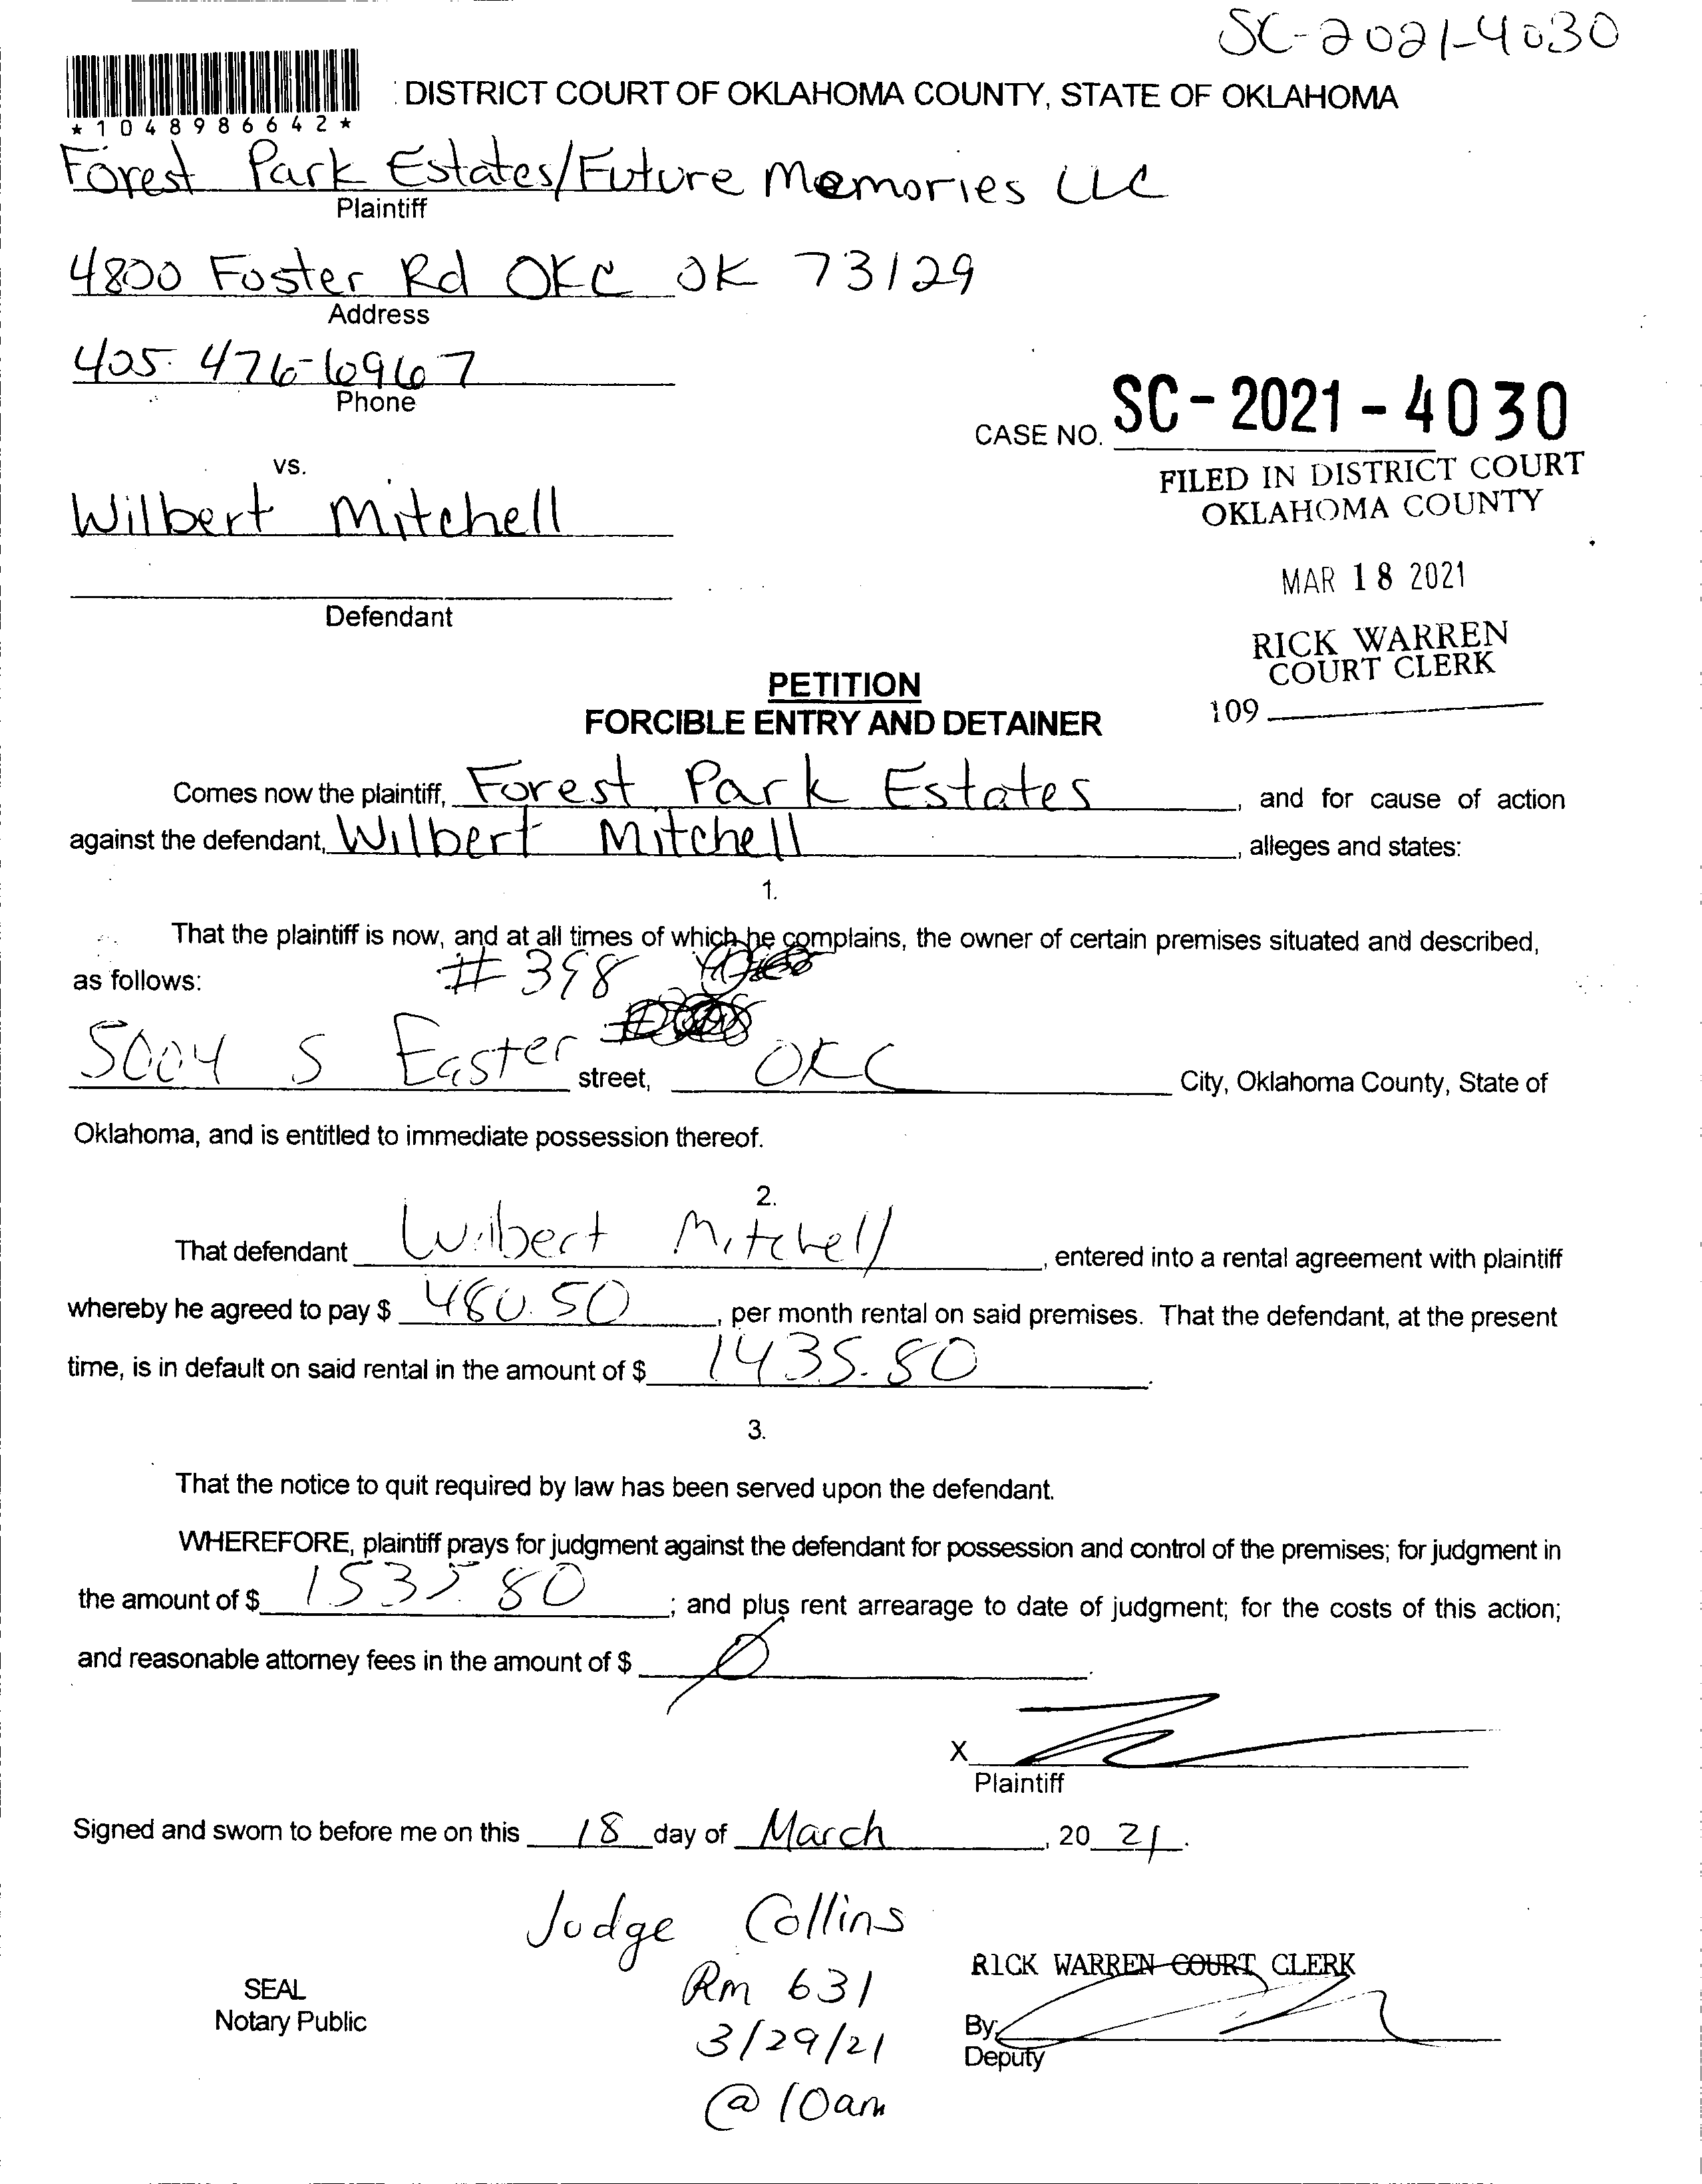 SC-2021-4030
*1048986642*
: DISTRICT COURT OF OKLAHOMA COUNTY, STATE OF OKLAHOMA
Forest Park Estates/Future Memories LLC
Plaintiff
4800 Foster Rd OKC OK 73129
Address
405-476-6967
Phone
CASE NO. SC-2021-4030
vs.
FILED IN DISTRICT COURT
OKLAHOMA COUNTY
Wilbert Mitchell
MAR 18 2021
Defendant
RICK WARREN
COURT CLERK
109
PETITION
FORCIBLE ENTRY AND DETAINER
Comes now the plaintiff, Forest Park Estates, and for cause of action
against the defendant, Wilbert Mitchell, alleges and states:
1.
That the plaintiff is now, and at all times of which he complains, the owner of certain premises situated and described,
as follows: #398
5004 S Easter street, OKC City, Oklahoma County, State of
Oklahoma, and is entitled to immediate possession thereof.
2.
That defendant Wilbert Mitchell, entered into a rental agreement with plaintiff
whereby he agreed to pay $ 480.50, per month rental on said premises. That the defendant, at the present
time, is in default on said rental in the amount of $ 1435.80.
3.
That the notice to quit required by law has been served upon the defendant.
WHEREFORE, plaintiff prays for judgment against the defendant for possession and control of the premises; for judgment in
the amount of $ 1535.80; and plus rent arrearage to date of judgment; for the costs of this action;
and reasonable attorney fees in the amount of $ Ø.
X
Plaintiff
Signed and sworn to before me on this 18 day of March, 20 21.
Judge Collins
Rm 631
3/29/21
@ 10am
SEAL
Notary Public
RICK WARREN COURT CLERK
By:
Deputy